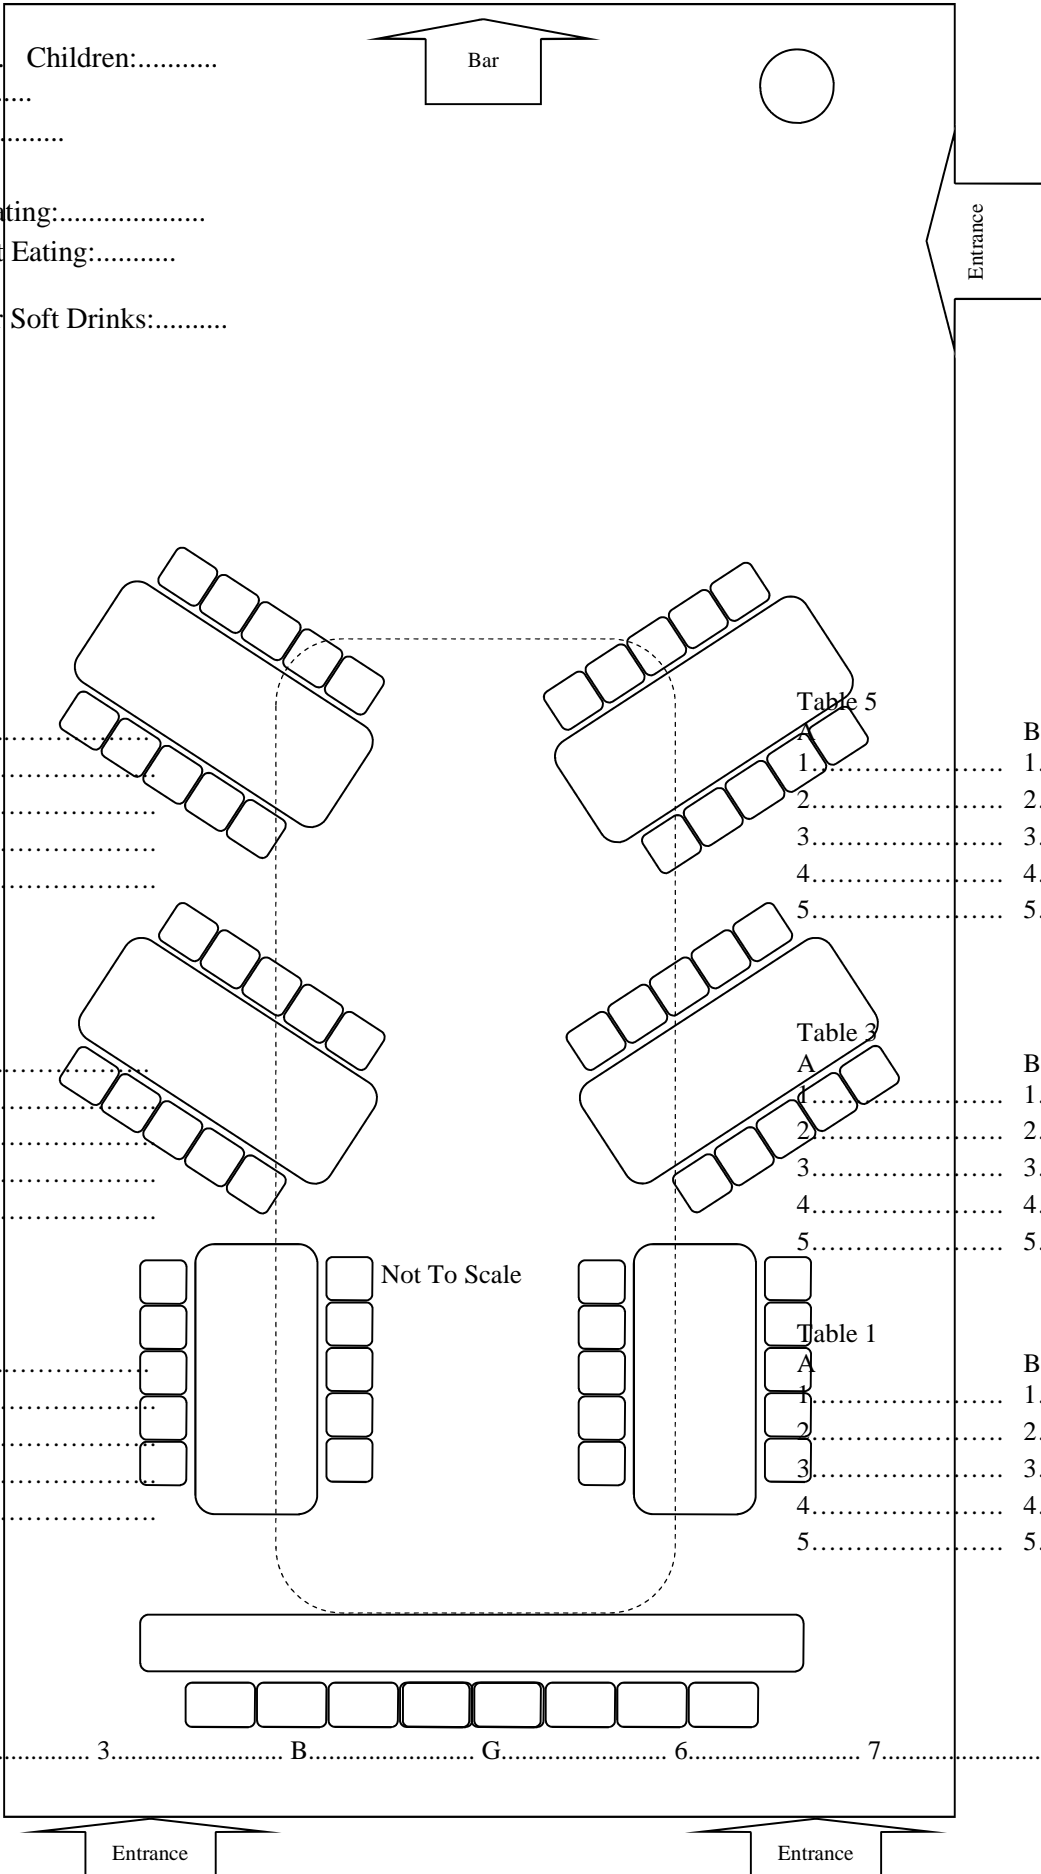 Children:...........
Bar
.....
..........
ating:....................
Entrance
t Eating:...........
r Soft Drinks:..........
Table 5
A B
1........................ 1.
2........................ 2.
3........................ 3.
4........................ 4.
5........................ 5.
Table 3
A B
1........................ 1.
2........................ 2.
3........................ 3.
4........................ 4.
5........................ 5.
Not To Scale
Table 1
A B
1........................ 1.
2........................ 2.
3........................ 3.
4........................ 4.
5........................ 5.
.............. 3.......................... B......................... G......................... 6.......................... 7.........................
Entrance Entrance